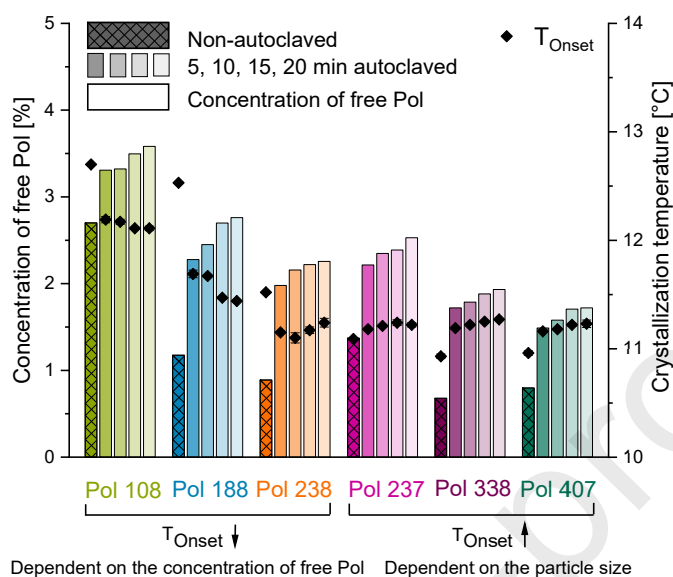 Non-autoclaved
5, 10, 15, 20 min autoclaved
Concentration of free Pol
T_Onset
Concentration of free Pol [%]
5
4
3
2
1
0
Crystallization temperature [°C]
14
13
12
11
10
Pol 108 Pol 188 Pol 238 Pol 237 Pol 338 Pol 407
T_Onset ↓ T_Onset ↑
Dependent on the concentration of free Pol Dependent on the particle size